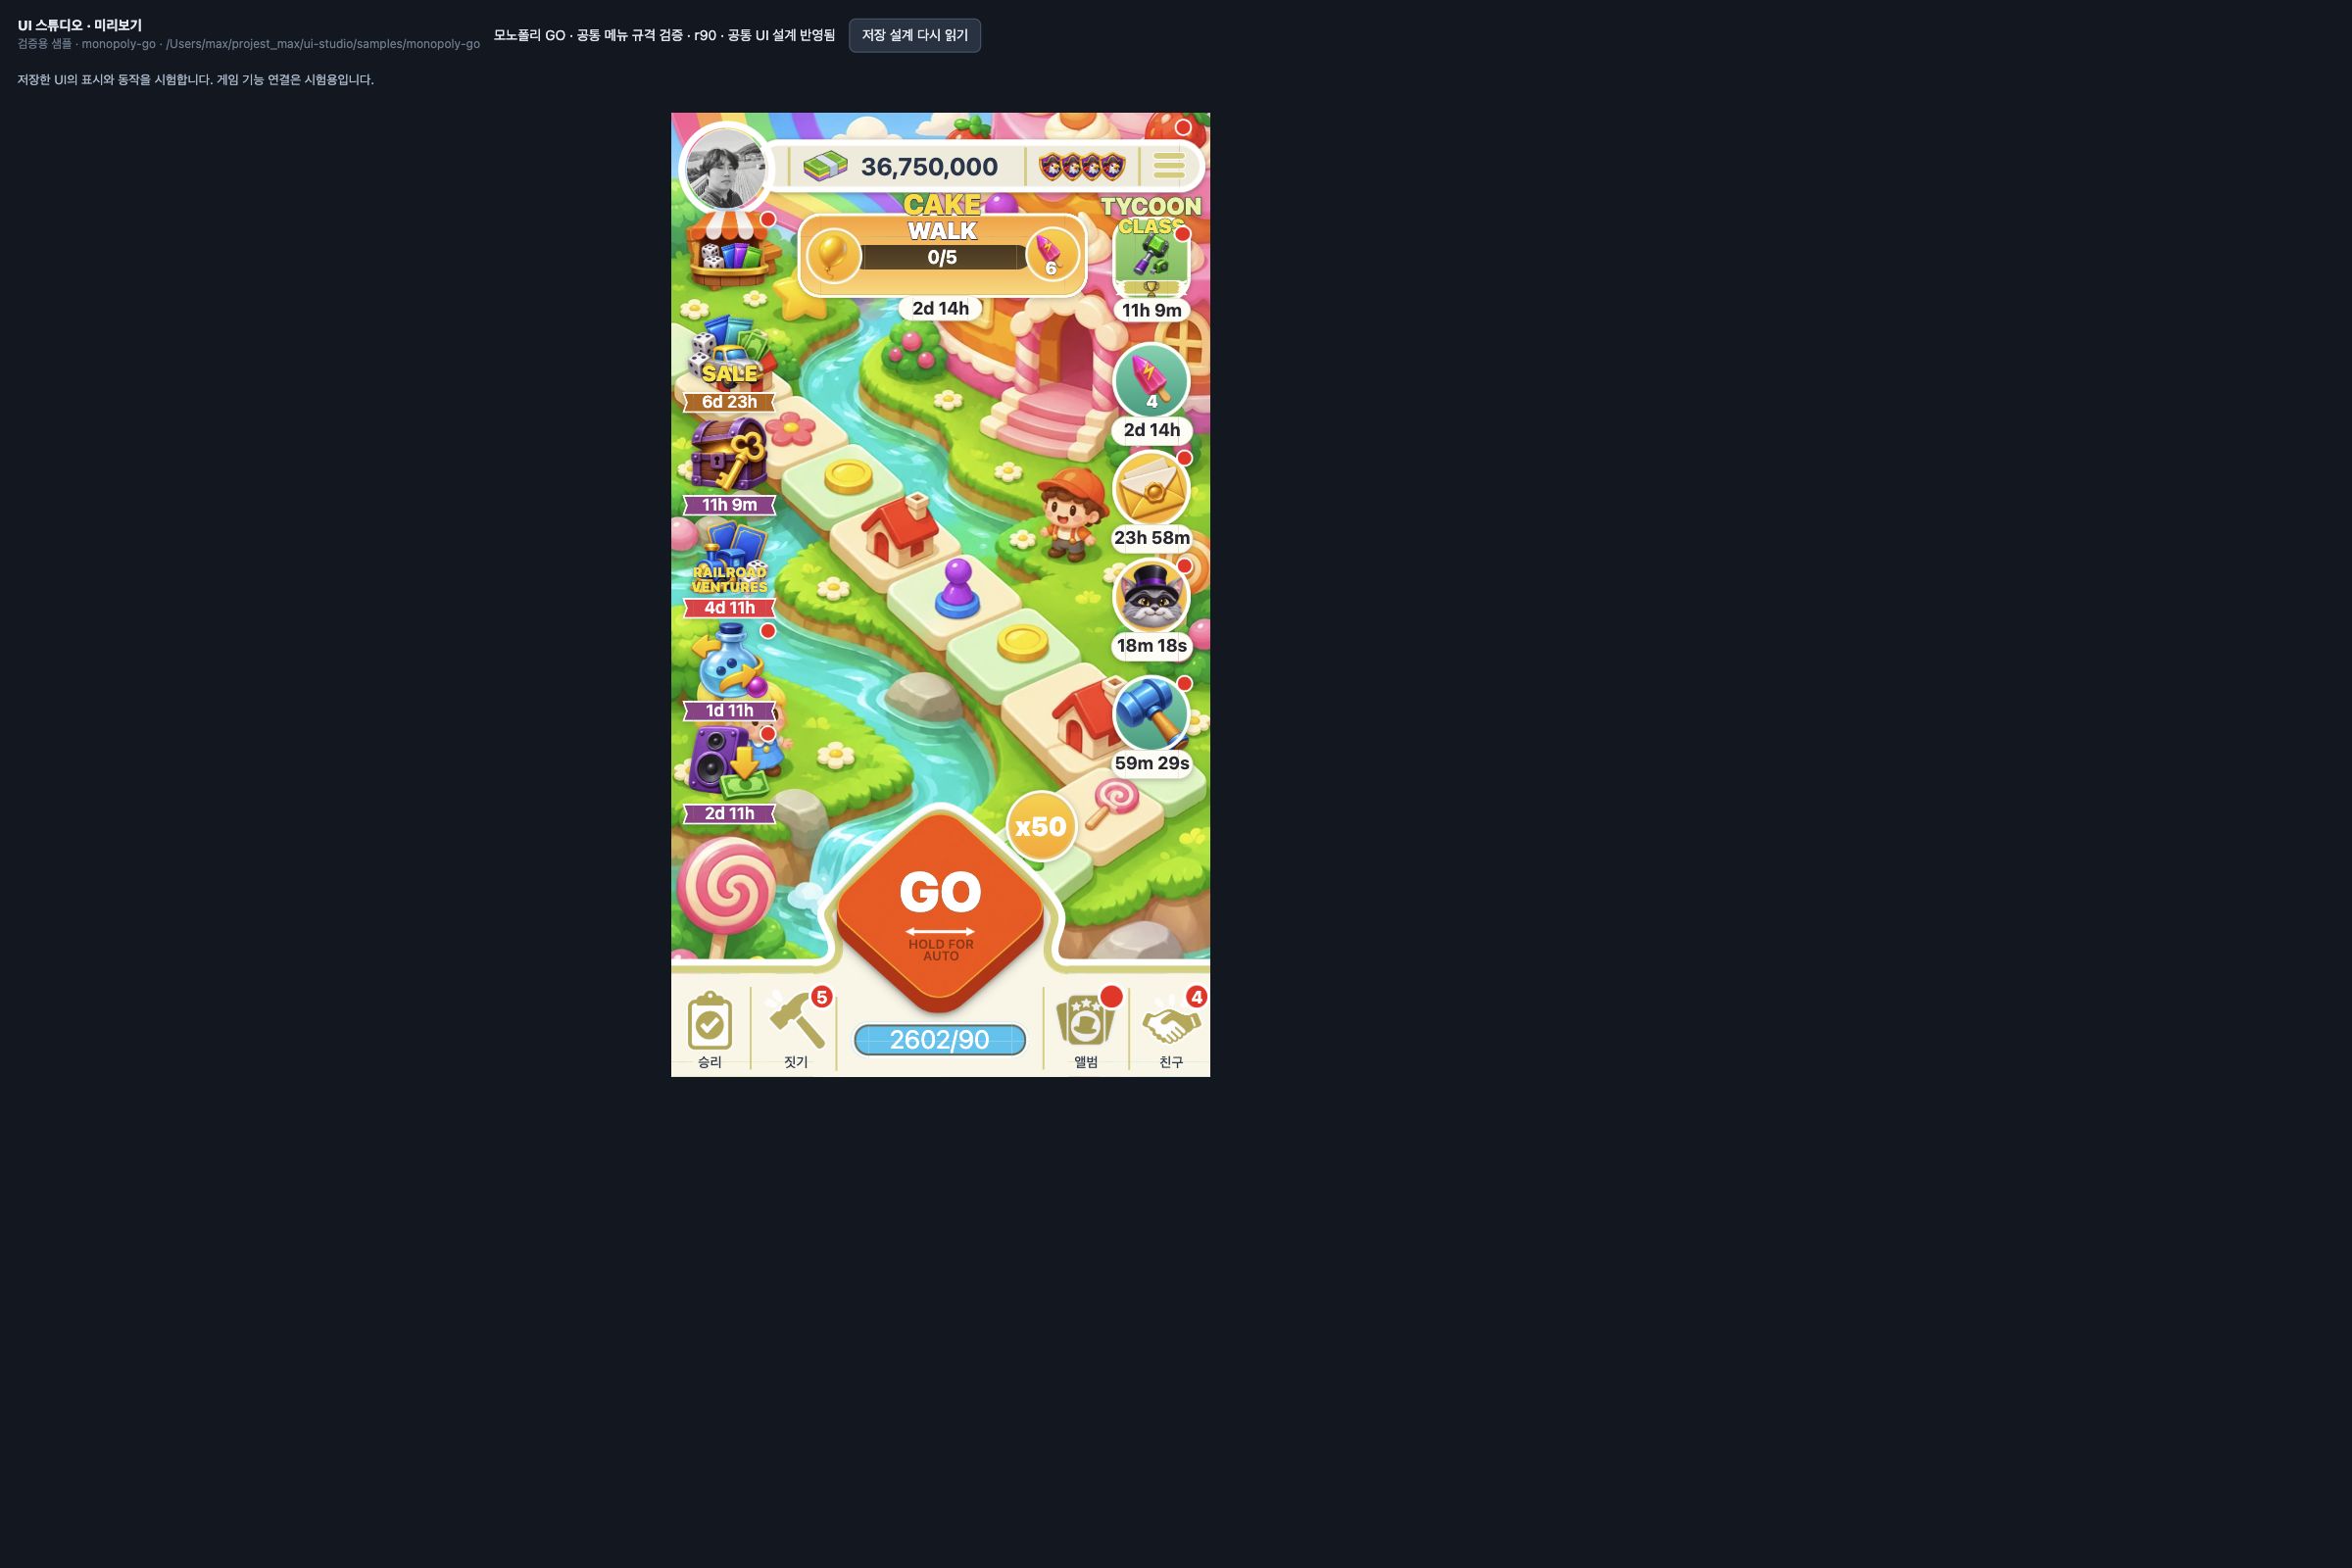 UI 스튜디오 · 미리보기
검증용 샘플 · monopoly-go · /Users/max/projest_max/ui-studio/samples/monopoly-go
모노폴리 GO · 공통 메뉴 규격 검증 · r90 · 공통 UI 설계 반영됨
저장 설계 다시 읽기
저장한 UI의 표시와 동작을 시험합니다. 게임 기능 연결은 시험용입니다.
36,750,000
CAKE
WALK
0/5
6
2d 14h
TYCOON
CLASS
11h 9m
SALE
6d 23h
4
2d 14h
11h 9m
23h 58m
RAILROAD
VENTURES
4d 11h
18m 18s
1d 11h
59m 29s
2d 11h
x50
GO
HOLD FOR
AUTO
5
4
2602/90
승리
짓기
앨범
친구